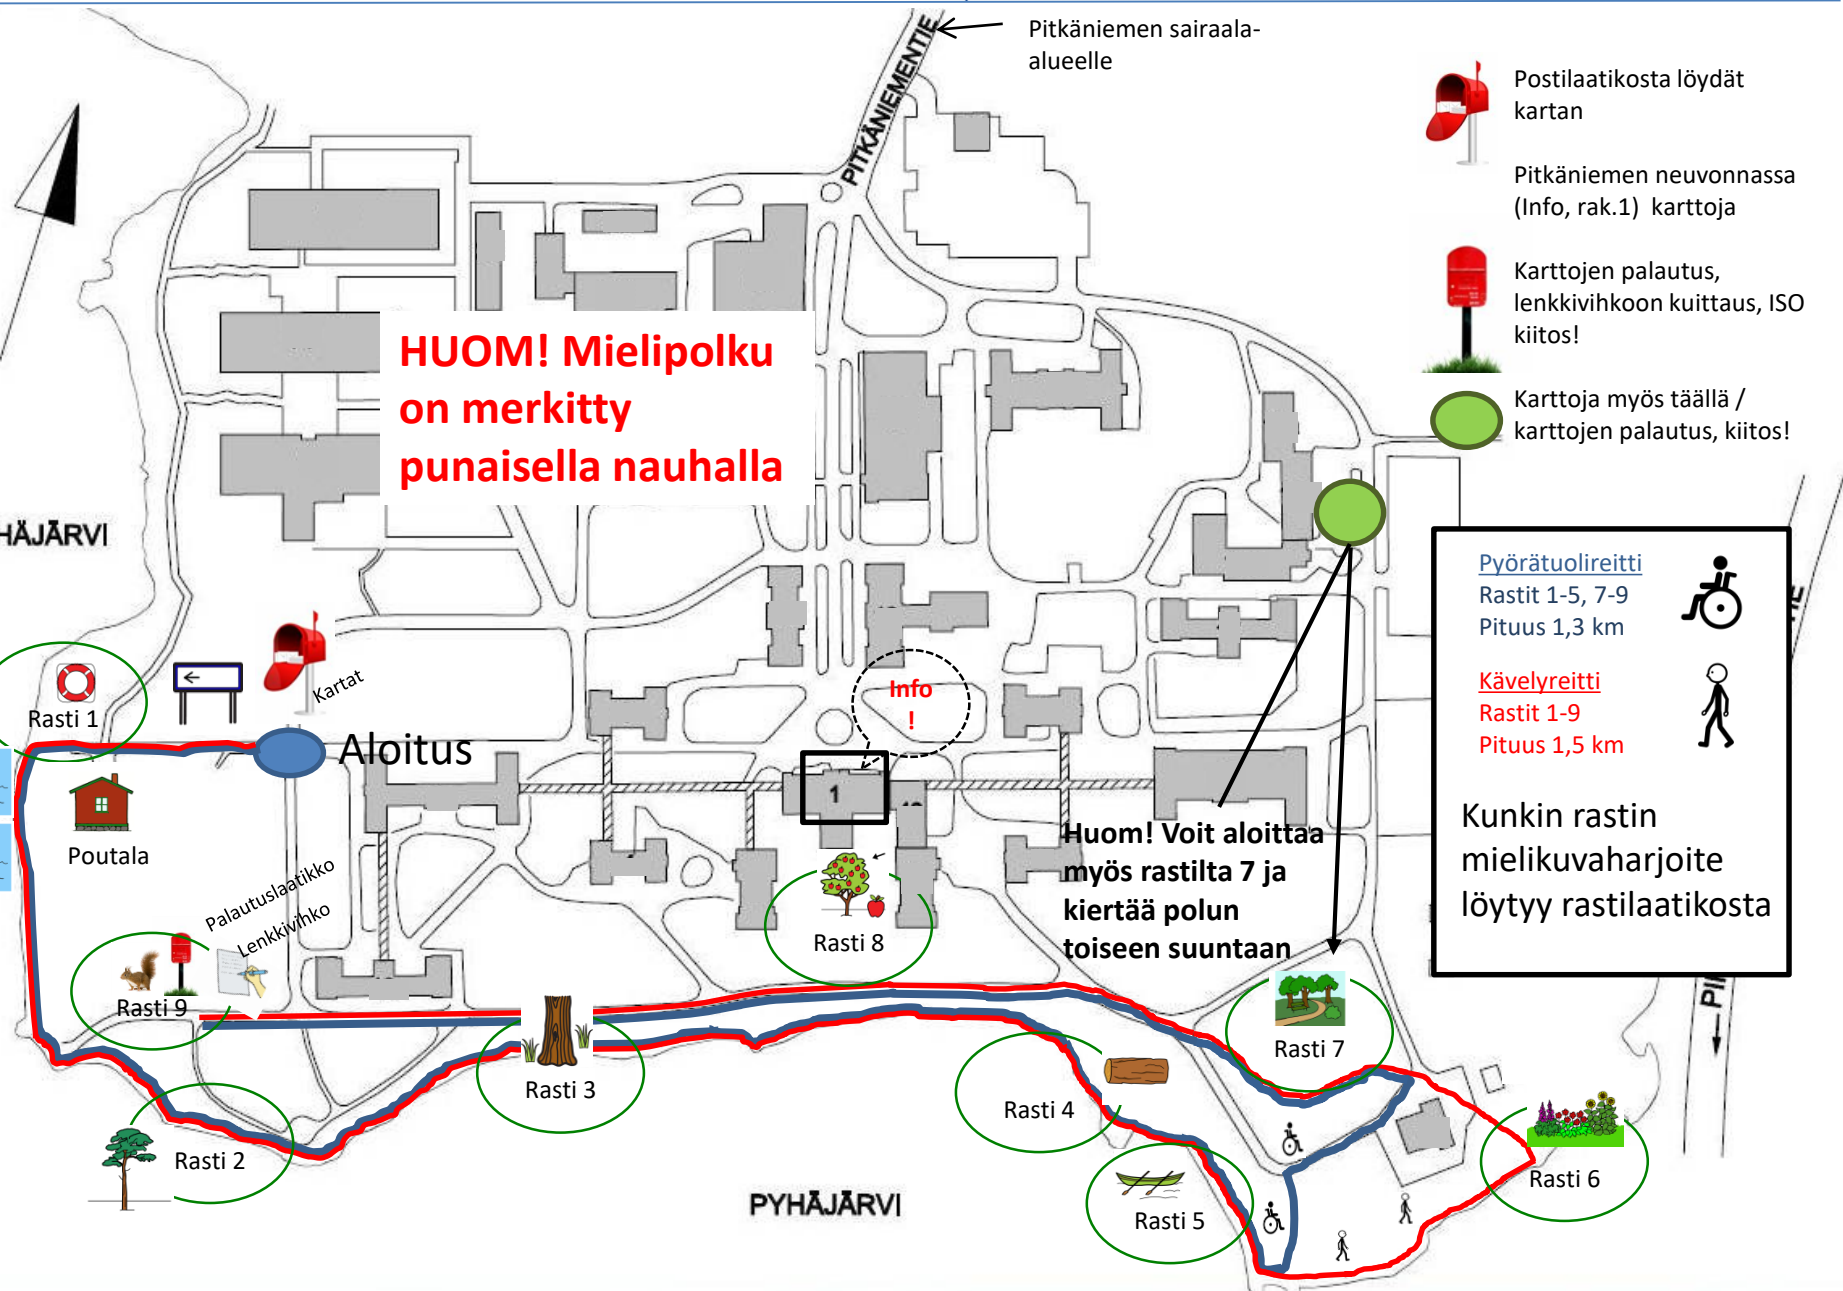 Pitkäniemen sairaala-
alueelle
PITKÄNIEMENTIE
Postilaatikosta löydät
kartan
Pitkäniemen neuvonnassa
(Info, rak.1) karttoja
Karttojen palautus,
lenkkivihkoon kuittaus, ISO
kiitos!
Karttoja myös täällä /
karttojen palautus, kiitos!
HUOM! Mielipolku
on merkitty
punaisella nauhalla
HÄJÄRVI
Pyörätuolireitti
Rastit 1-5, 7-9
Pituus 1,3 km
Kävelyreitti
Rastit 1-9
Pituus 1,5 km
Kunkin rastin
mielikuvaharjoite
löytyy rastilaatikosta
Kartat
Rasti 1
Aloitus
Info
!
1
Poutala
Huom! Voit aloittaa
myös rastilta 7 ja
kiertää polun
toiseen suuntaan
Palautuslaatikko
Lenkkivihko
Rasti 9
Rasti 8
Rasti 7
Rasti 3
Rasti 4
Rasti 2
Rasti 5
Rasti 6
PYHÄJÄRVI